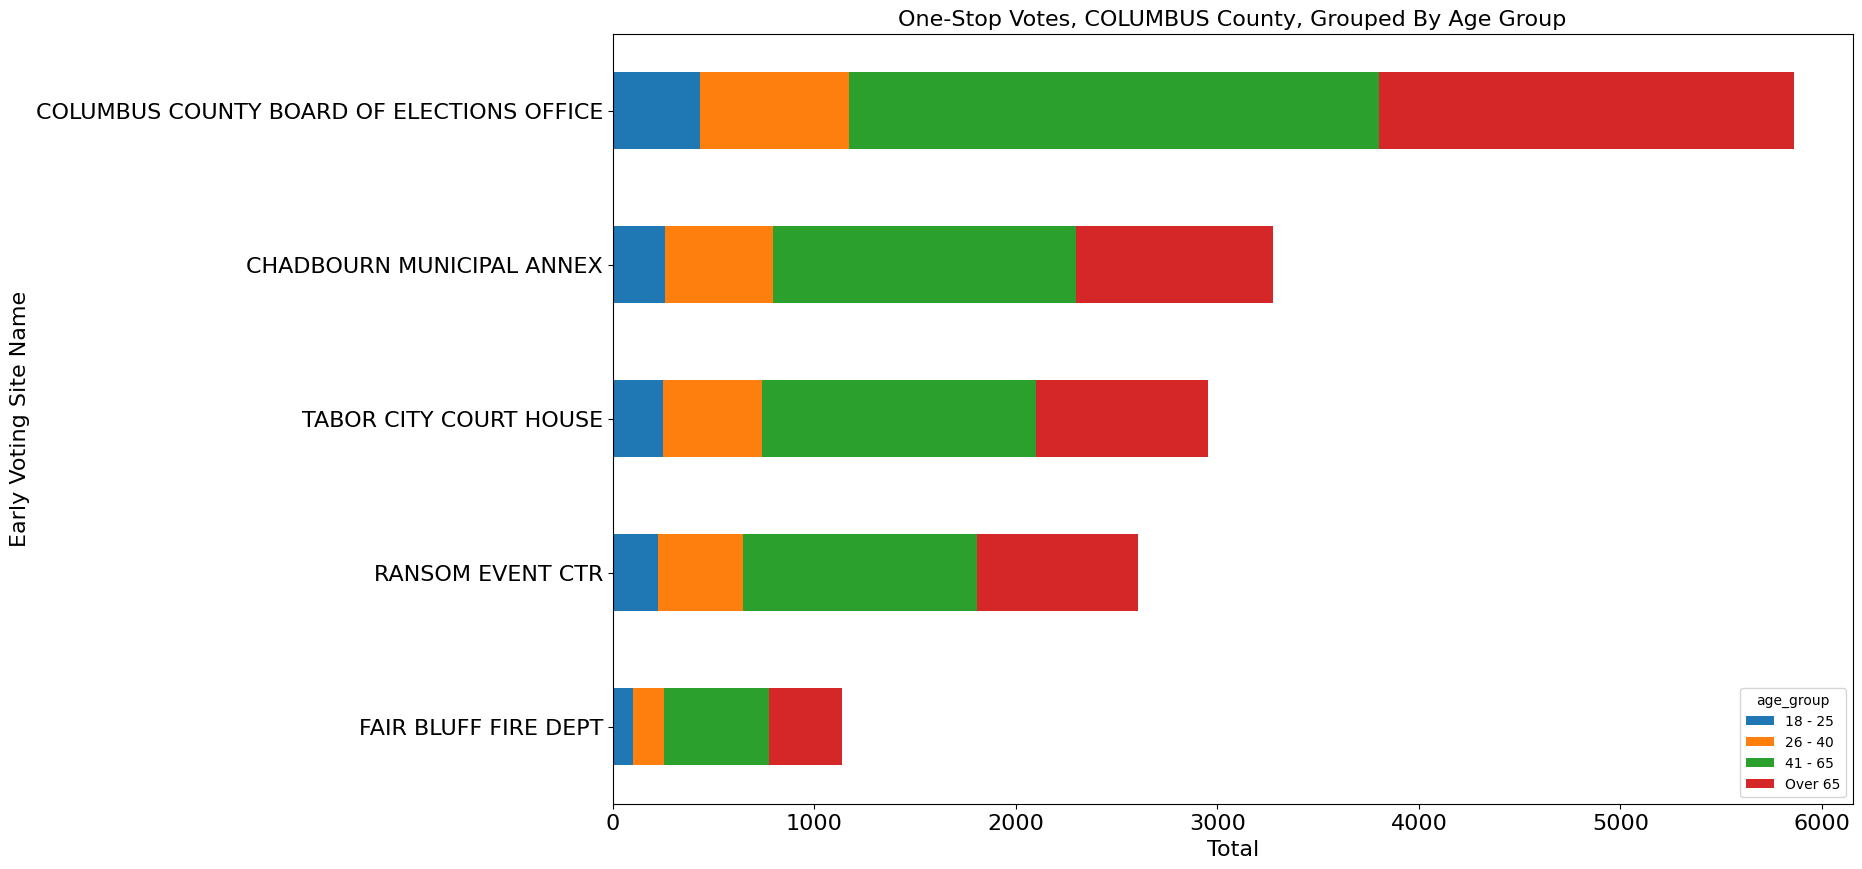 One-Stop Votes, COLUMBUS County, Grouped By Age Group
Early Voting Site Name
COLUMBUS COUNTY BOARD OF ELECTIONS OFFICE
CHADBOURN MUNICIPAL ANNEX
TABOR CITY COURT HOUSE
RANSOM EVENT CTR
FAIR BLUFF FIRE DEPT
age_group
18 - 25
26 - 40
41 - 65
Over 65
0 1000 2000 3000 4000 5000 6000
Total